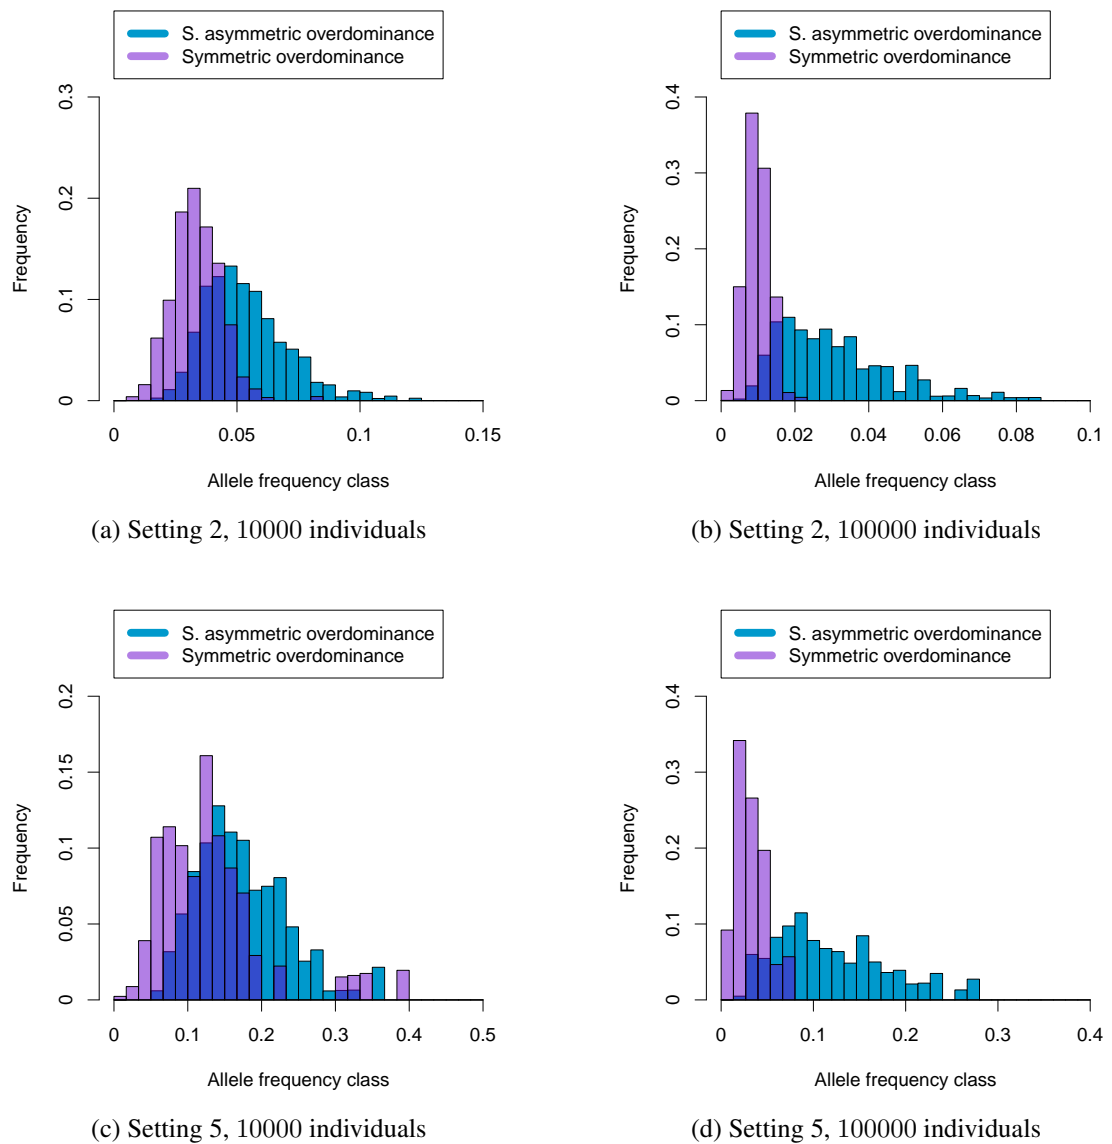 S. asymmetric overdominance
Symmetric overdominance
0.3
0.2
0.1
0
Frequency
0 0.05 0.1 0.15
Allele frequency class
(a) Setting 2, 10000 individuals
S. asymmetric overdominance
Symmetric overdominance
0.4
0.3
0.2
0.1
0
Frequency
0 0.02 0.04 0.06 0.08 0.1
Allele frequency class
(b) Setting 2, 100000 individuals
S. asymmetric overdominance
Symmetric overdominance
0.2
0.15
0.1
0.05
0
Frequency
0 0.1 0.2 0.3 0.4 0.5
Allele frequency class
(c) Setting 5, 10000 individuals
S. asymmetric overdominance
Symmetric overdominance
0.4
0.3
0.2
0.1
0
Frequency
0 0.1 0.2 0.3 0.4
Allele frequency class
(d) Setting 5, 100000 individuals